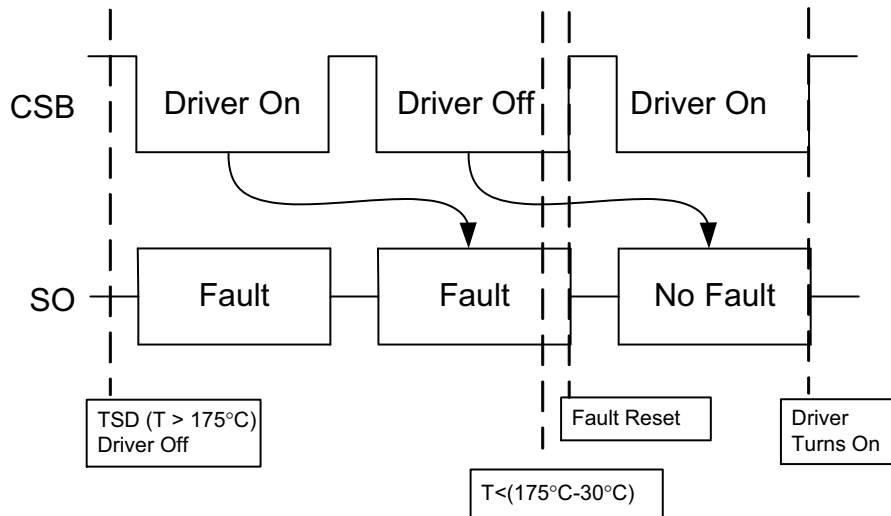 CSB
Driver On
Driver Off
Driver On
SO
Fault
Fault
No Fault
TSD (T > 175°C)
Driver Off
Fault Reset
Driver
Turns On
T<(175°C-30°C)